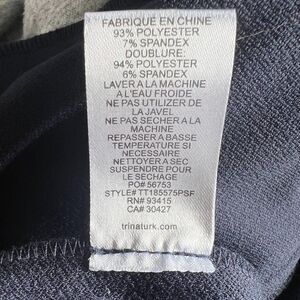 FABRIQUÉ EN CHINE
93% POLYESTER
7% SPANDEX
DOUBLURE:
94% POLYESTER
6% SPANDEX
LAVER A LA MACHINE
A L'EAU FROIDE
NE PAS UTILIZER DE
LA JAVEL
NE PAS SECHER A LA
MACHINE
REPASSER A BASSE
TEMPERATURE SI
NECESSAIRE
NETTOYER A SEC
SUSPENDRE POUR
LE SECHAGE
PO# 56753
STYLE# TT185575PSF
RN# 93415
CA# 30427
trinaturk.com